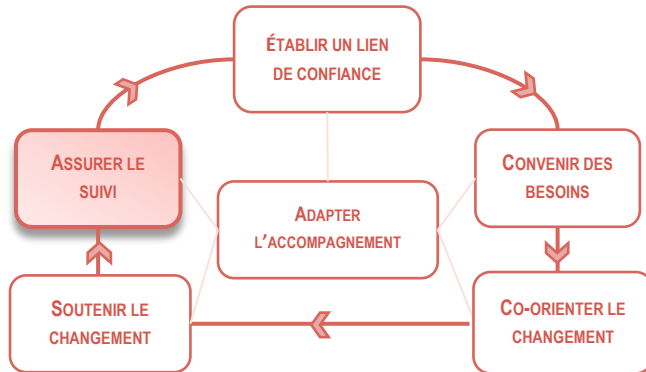 ÉTABLIR UN LIEN
DE CONFIANCE
ASSURER LE
SUIVI
CONVENIR DES
BESOINS
ADAPTER
L'ACCOMPAGNEMENT
SOUTENIR LE
CHANGEMENT
CO-ORIENTER LE
CHANGEMENT